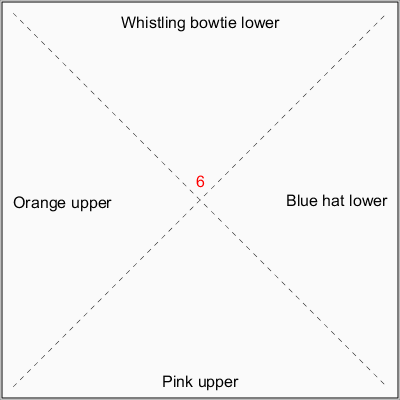 Whistling bowtie lower
6
Orange upper
Blue hat lower
Pink upper